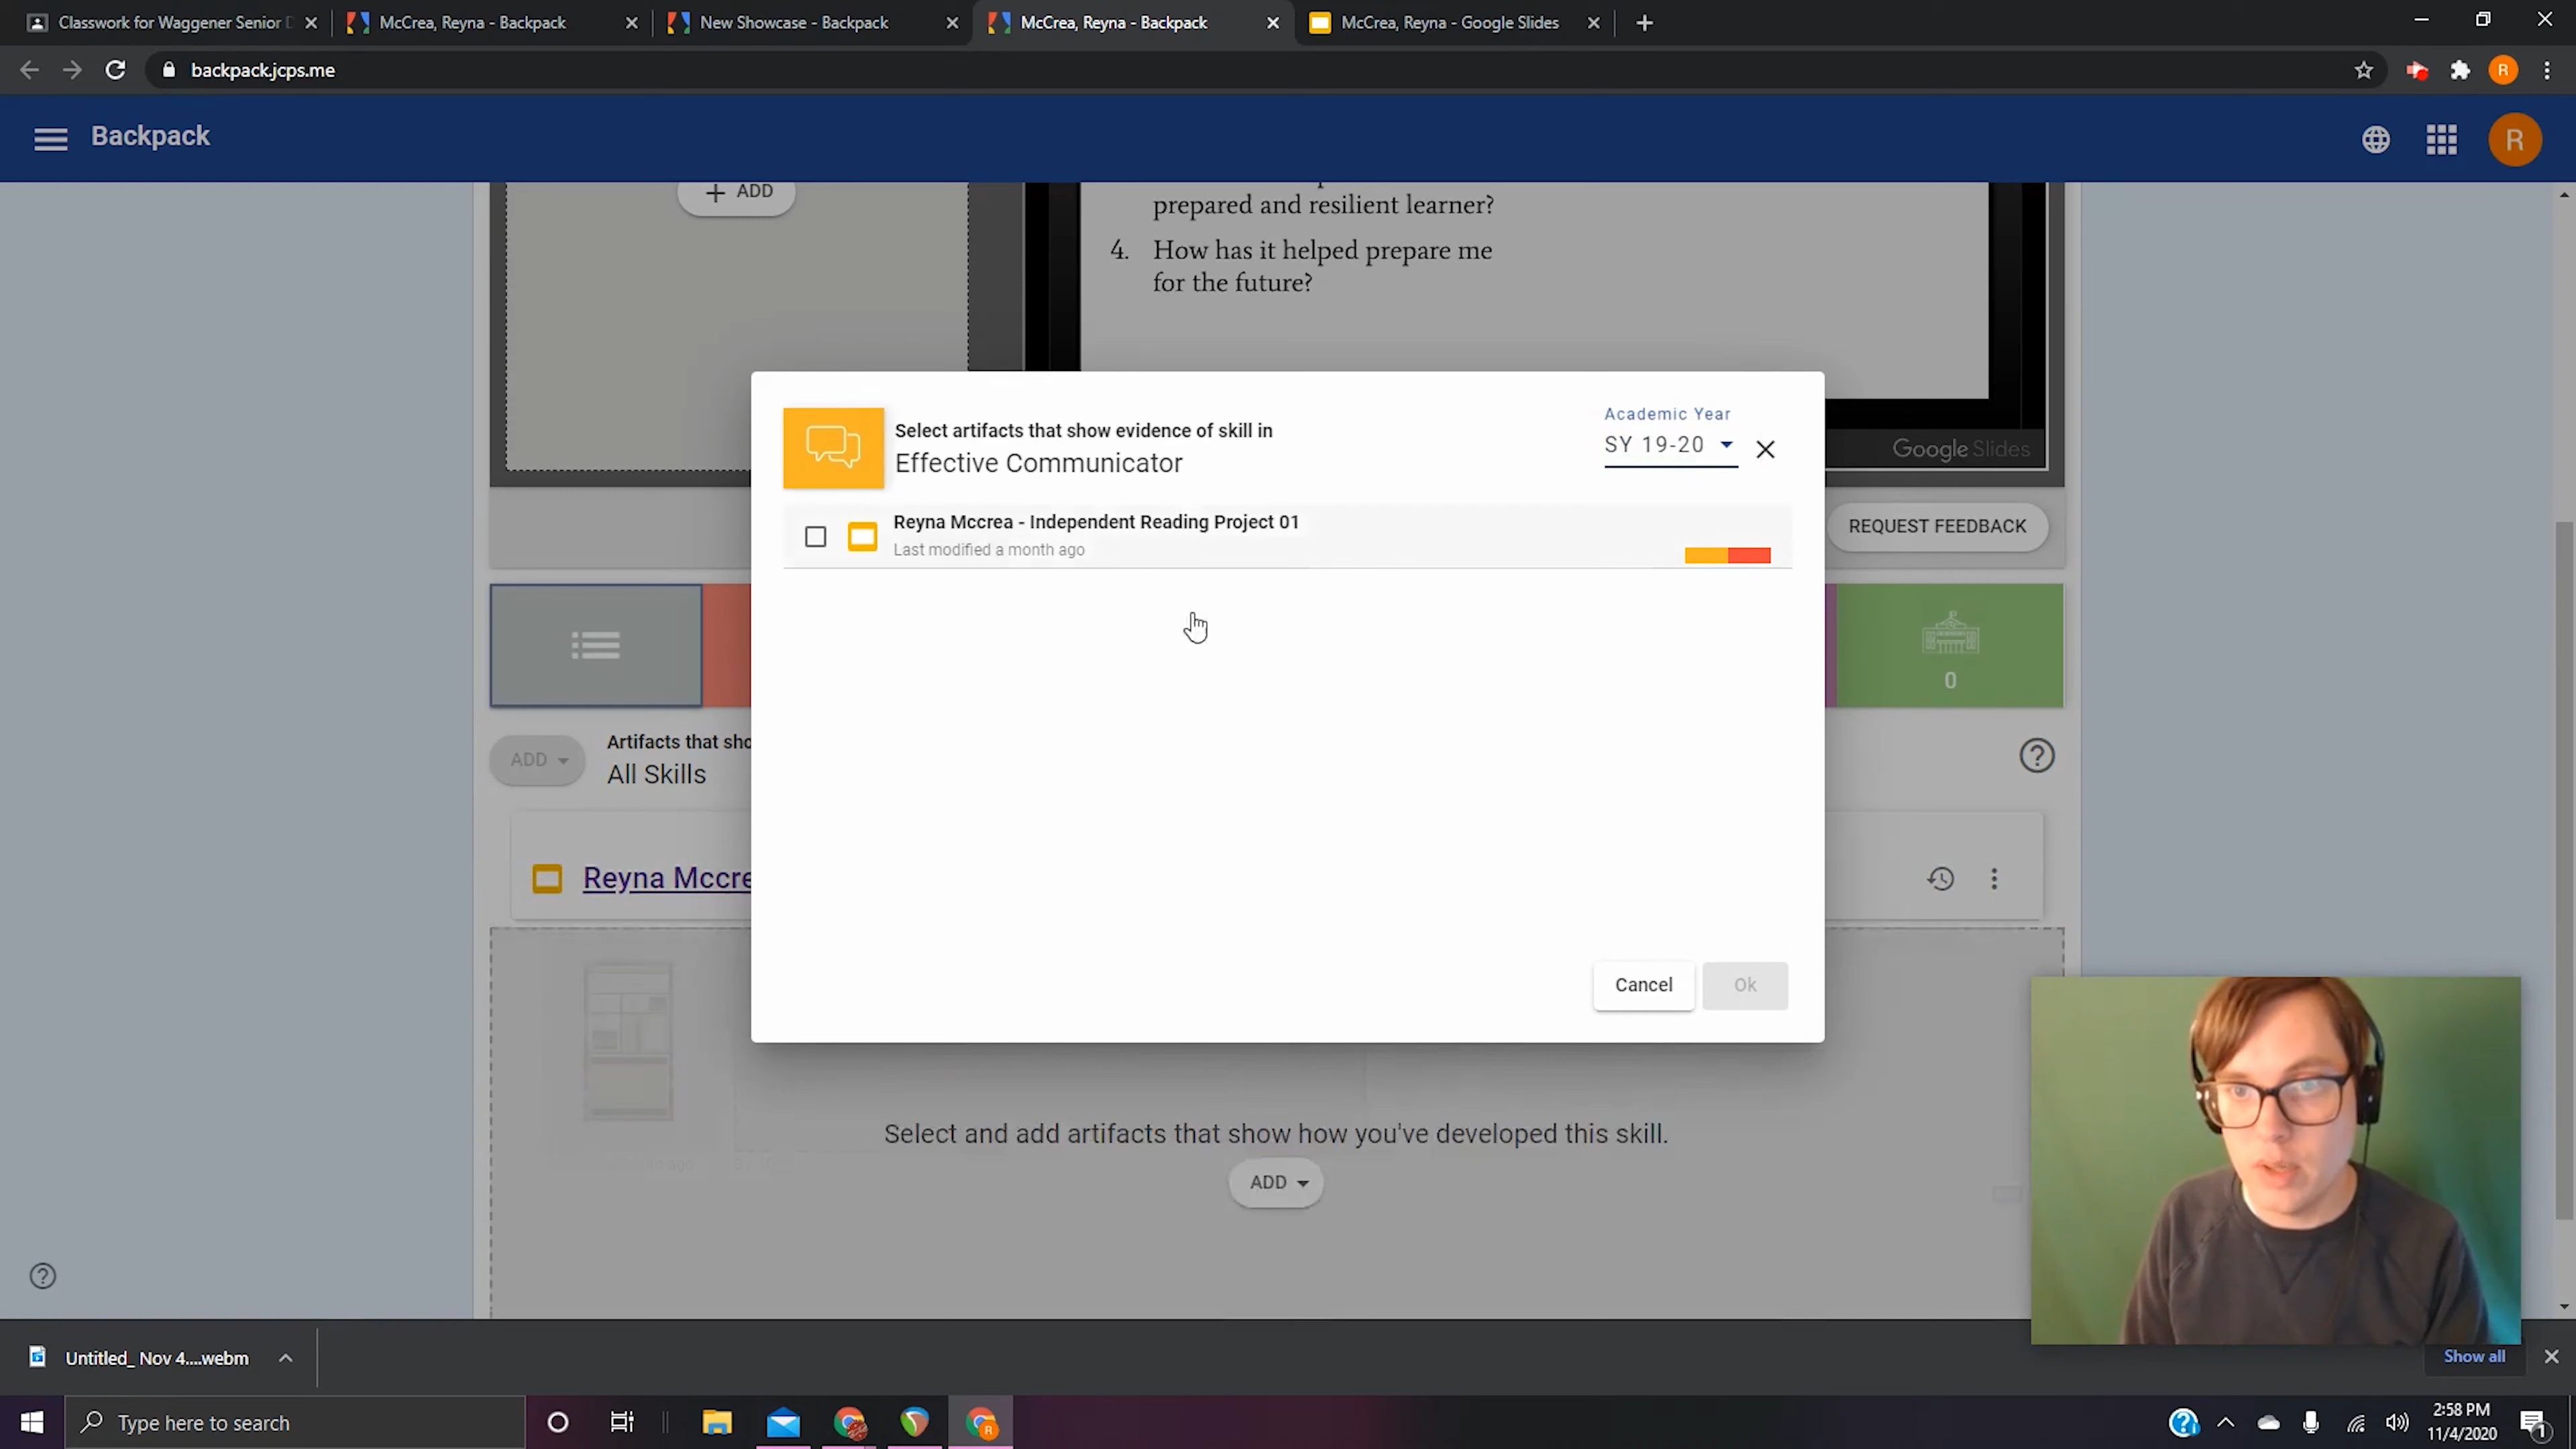 Classwork for Waggener Senior D
McCrea, Reyna - Backpack
New Showcase - Backpack
McCrea, Reyna - Backpack
McCrea, Reyna - Google Slides
backpack.jcps.me
R
Backpack
R
+ ADD
prepared and resilient learner?
4. How has it helped prepare me
for the future?
Google Slides
Select artifacts that show evidence of skill in
Effective Communicator
Academic Year
SY 19-20
Reyna Mccrea - Independent Reading Project 01
Last modified a month ago
REQUEST FEEDBACK
0
ADD
Artifacts that sho
All Skills
Reyna Mccre
Cancel
Ok
Select and add artifacts that show how you've developed this skill.
ADD
Untitled_ Nov 4....webm
Show all
Type here to search
2:58 PM
11/4/2020
1